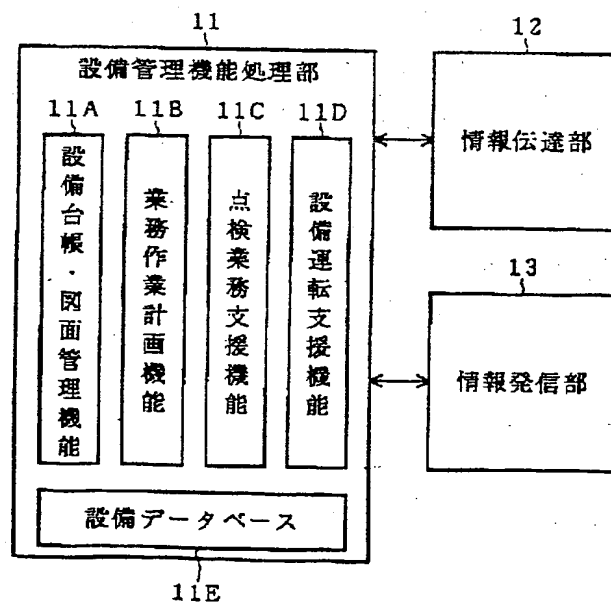 11
設備管理機能処理部
11A
11B
11C
11D
設備台帳・図面管理機能
業務作業計画機能
点検業務支援機能
設備運転支援機能
設備データベース
11E
12
情報伝達部
13
情報発信部